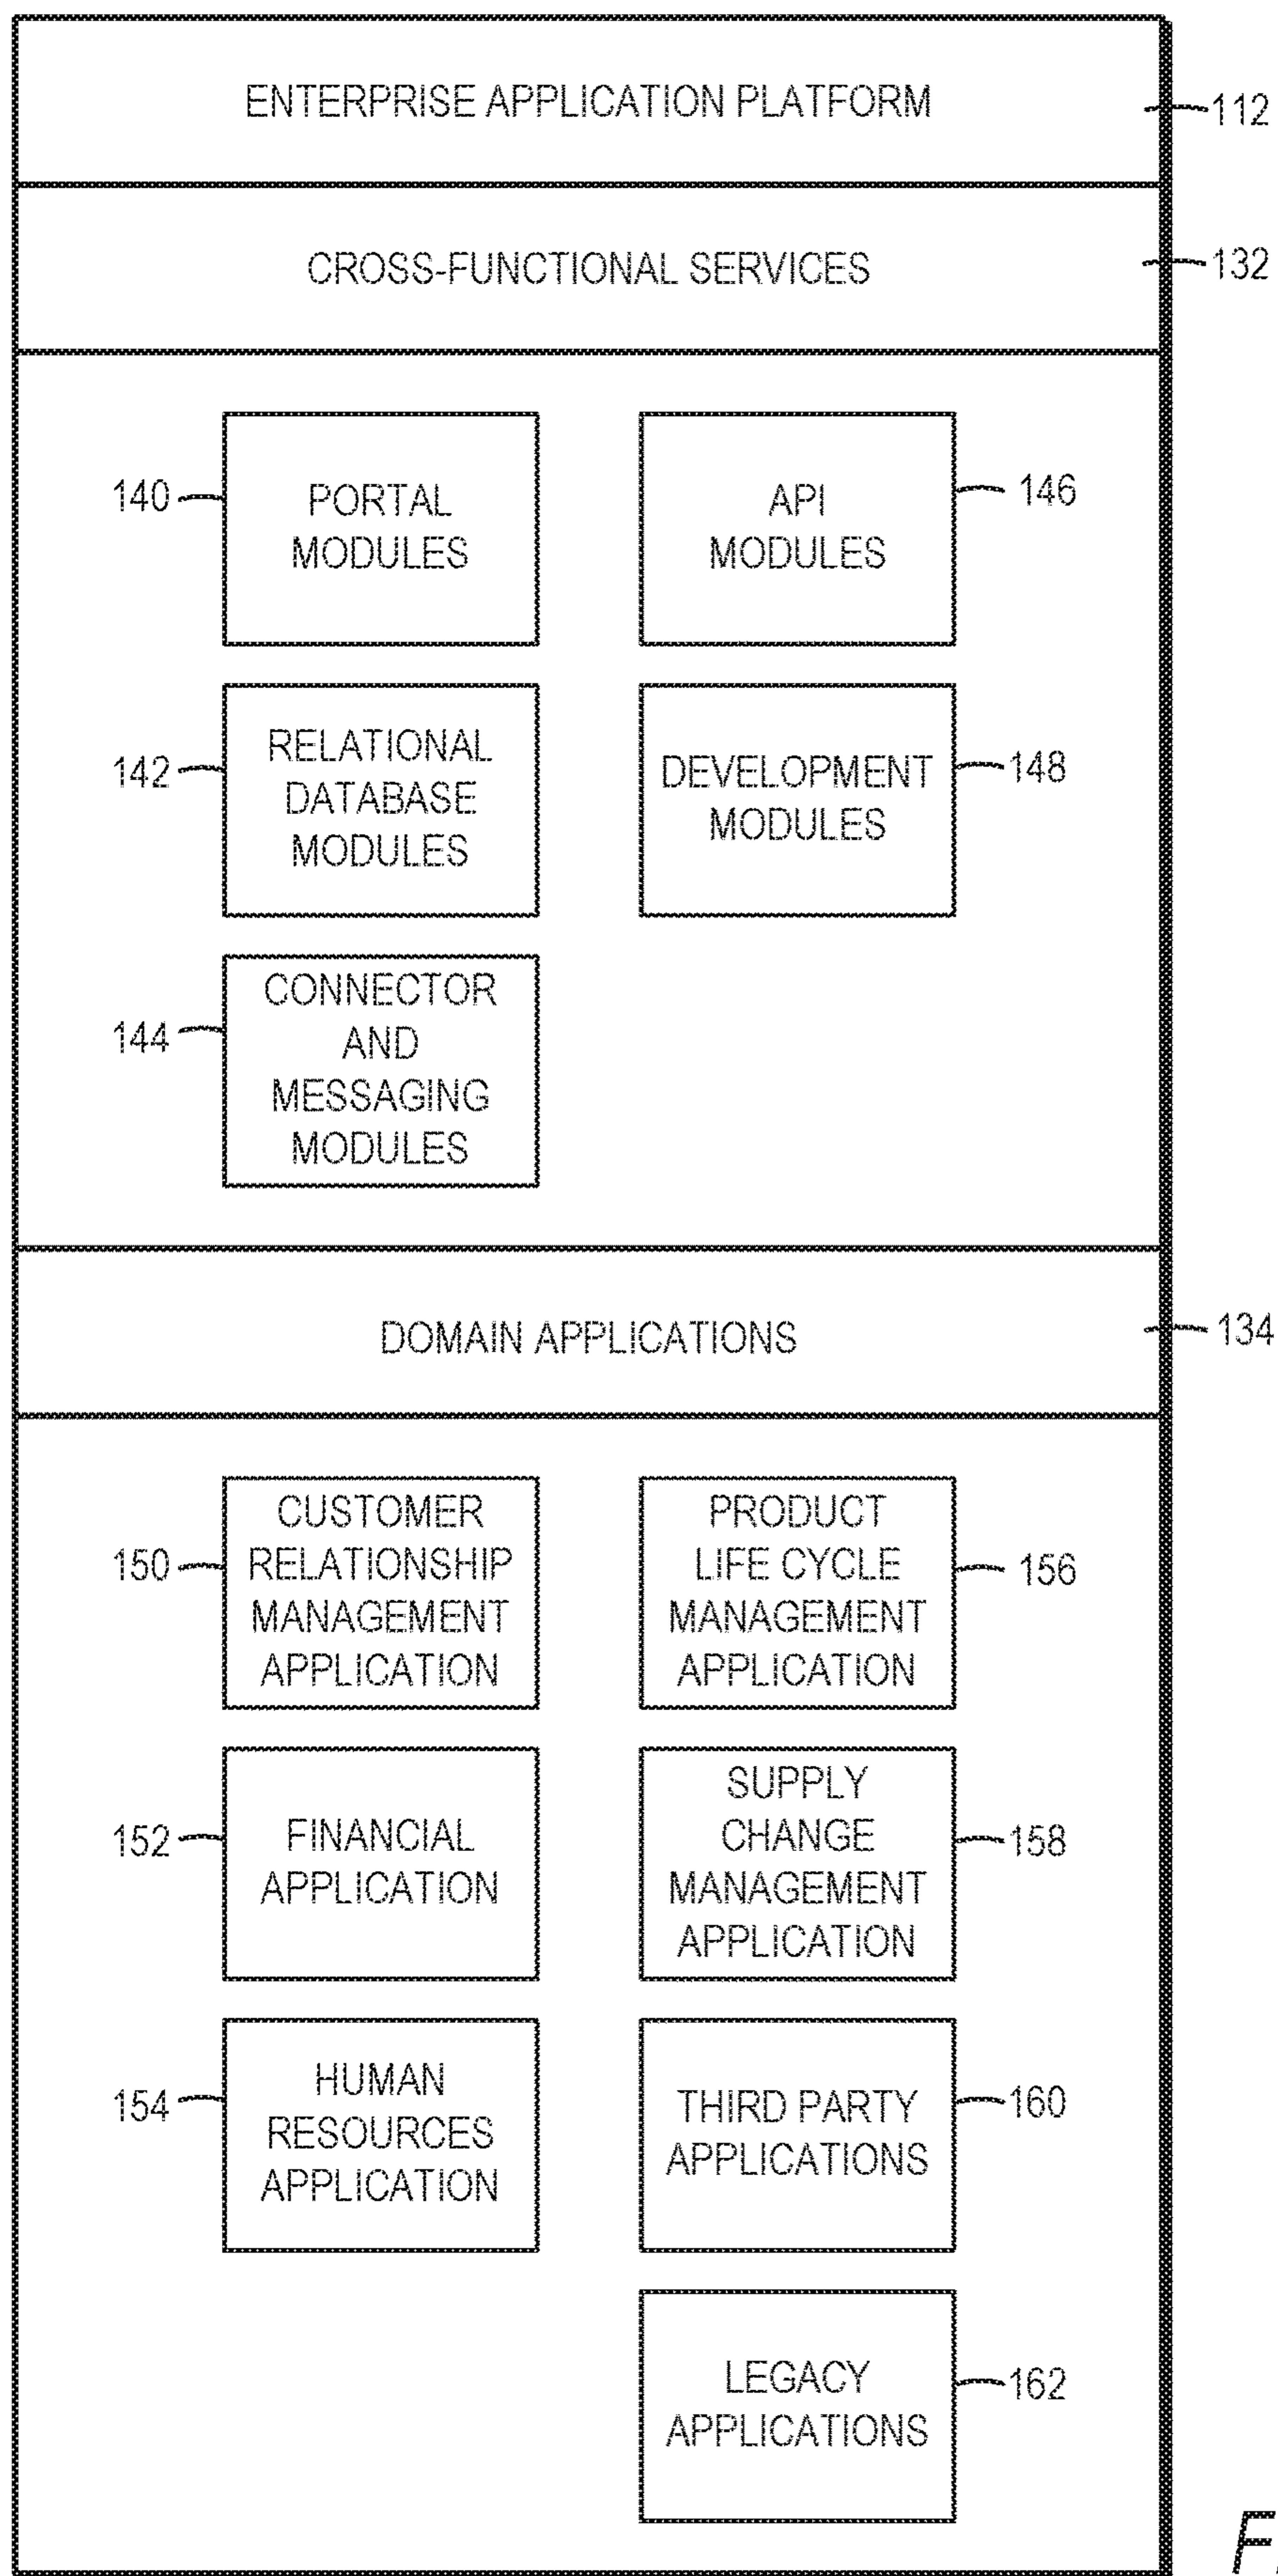 ENTERPRISE APPLICATION PLATFORM
112
CROSS-FUNCTIONAL SERVICES
132
140
PORTAL
MODULES
API
MODULES
146
142
RELATIONAL
DATABASE
MODULES
DEVELOPMENT
MODULES
148
144
CONNECTOR
AND
MESSAGING
MODULES
DOMAIN APPLICATIONS
134
150
CUSTOMER
RELATIONSHIP
MANAGEMENT
APPLICATION
PRODUCT
LIFE CYCLE
MANAGEMENT
APPLICATION
156
152
FINANCIAL
APPLICATION
SUPPLY
CHANGE
MANAGEMENT
APPLICATION
158
154
HUMAN
RESOURCES
APPLICATION
THIRD PARTY
APPLICATIONS
160
LEGACY
APPLICATIONS
162